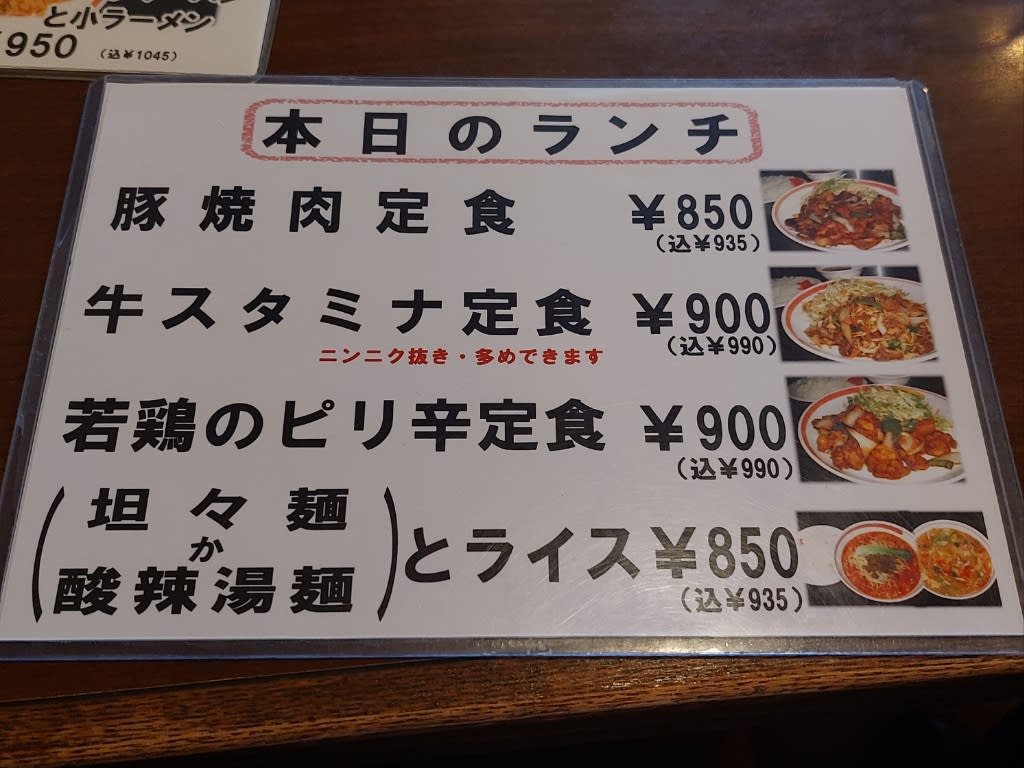 と小ラーメン
¥950 (込¥1045)
本日のランチ
豚焼肉定食 ¥850
(込¥935)
牛スタミナ定食 ¥900
ニンニク抜き・多めできます (込¥990)
若鶏のピリ辛定食 ¥900
(込¥990)
(坦々麺
か
酸辣湯麺)とライス ¥850
(込¥935)